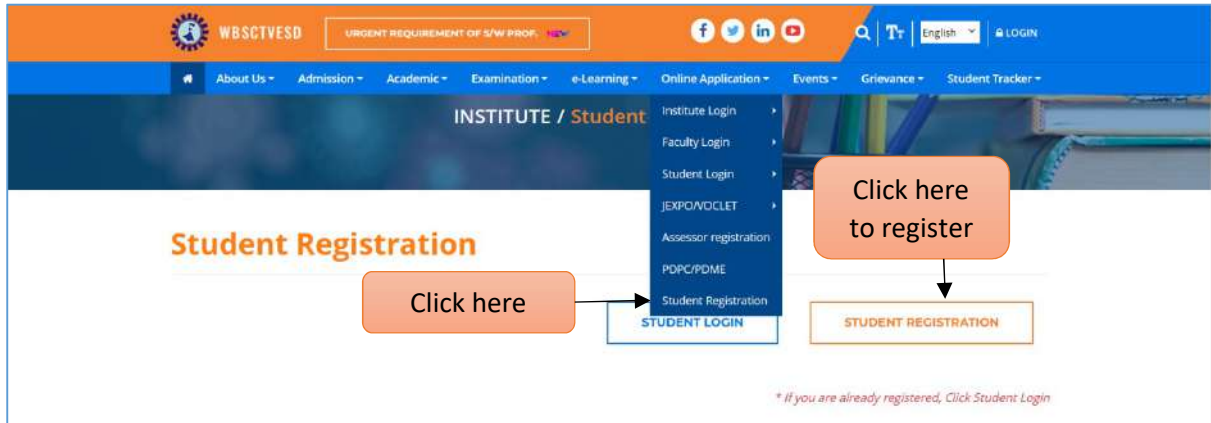 WBSCTVESD
URGENT REQUIREMENT OF S/W PROF. NEW
Tт
English
LOGIN
About Us
Admission
Academic
Examination
e-Learning
Online Application
Events
Grievance
Student Tracker
INSTITUTE / Student
Institute Login
Faculty Login
Student Login
JEXPO/VOCLET
Assessor registration
PDPC/PDME
Student Registration
Click here
to register
Student Registration
Click here
STUDENT LOGIN
STUDENT REGISTRATION
* If you are already registered, Click Student Login